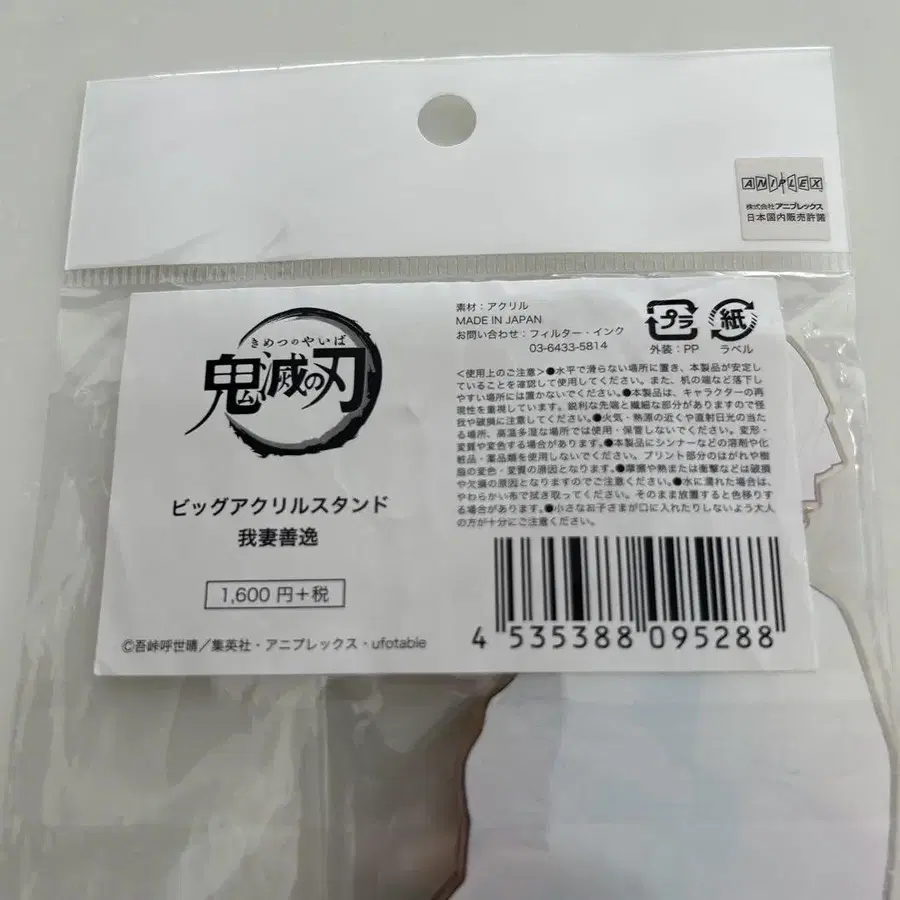 ANIPLEX
株式会社アニプレックス
日本国内販売許諾
きめつのやいば
鬼滅の刃
ビッグアクリルスタンド
我妻善逸
1,600 円+税
©吾峠呼世晴／集英社・アニプレックス・ufotable
素材：アクリル
MADE IN JAPAN
お問い合わせ：フィルター・インク
03-6433-5814
プラ
外装：PP
紙
ラベル
＜使用上のご注意＞●水平で滑らない場所に置き、本製品が安定し
ていることを確認して使用してください。また、机の端など落下し
やすい場所には置かないでください。●本製品は、キャラクターの再
現性を重視しています。鋭利な先端と繊細な部分がありますので怪
我や破損に注意してください。●火気・熱源の近くや直射日光の当た
る場所、高温多湿な場所では使用・保管しないでください。変形・
変質や変色する場合があります。●本製品にシンナーなどの溶剤や化
粧品・薬品類を使用しないでください。プリント部分のはがれや樹
脂の変色・変質の原因となります。●摩擦や熱または衝撃などは破損
や欠損の原因となりますのでご注意ください。●水に濡れた場合は、
やわらかい布で拭き取ってください。そのまま放置すると色移りする
場合があります。●小さなお子さまが口に入れたりしないよう大人
の方が十分にご注意ください。
4 535388 095288